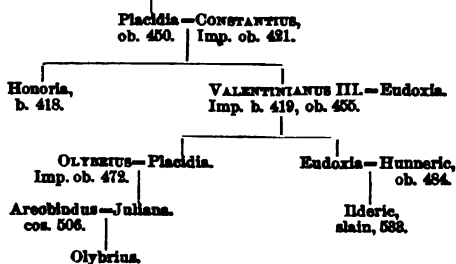 Placidia=CONSTANTIUS,
ob. 450. Imp. ob. 421.
Honoria,
b. 418.
VALENTINIANUS III.=Eudoxia.
Imp. b. 419, ob. 455.
OLYBRIUS=Placidia.
Imp. ob. 472.
Eudoxia=Hunneric,
ob. 484.
Areobindus=Juliana.
cos. 506.
Ilderic,
slain, 533.
Olybrius.